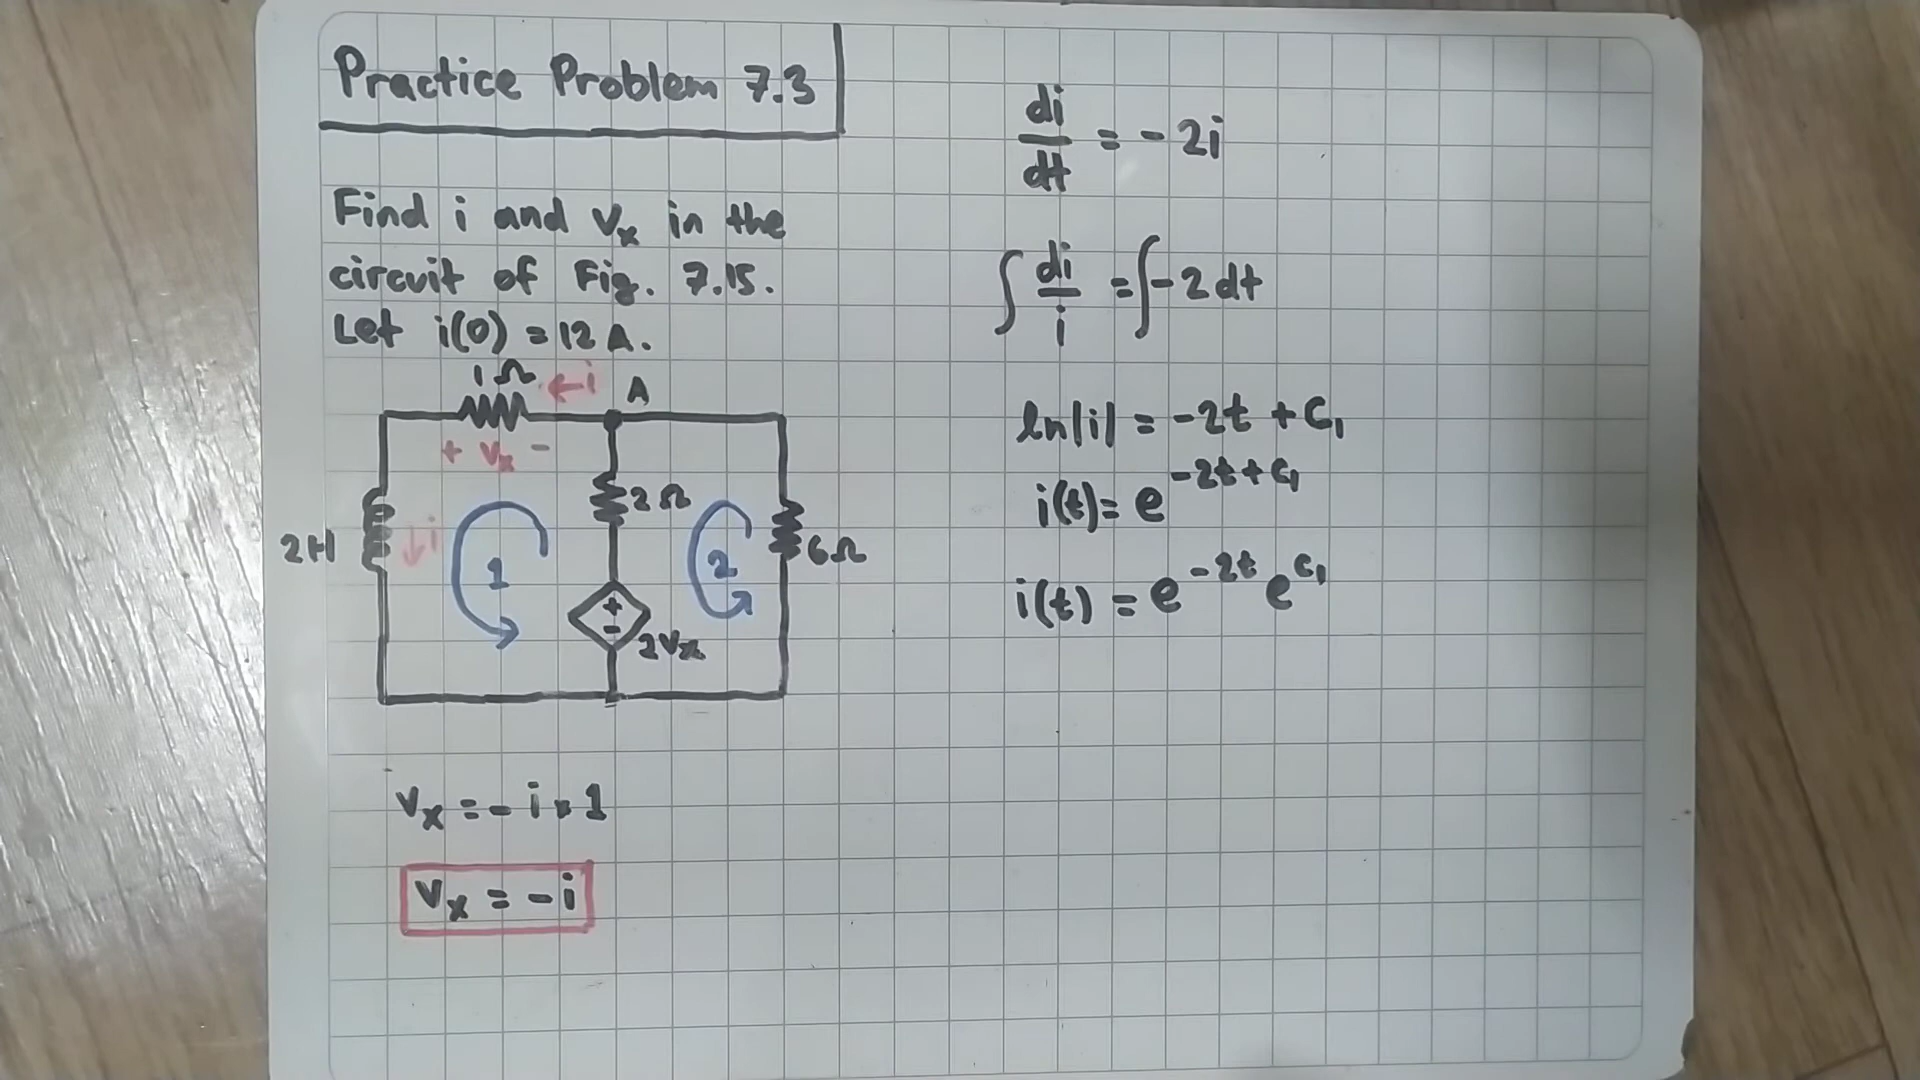 Practice Problem 7.3
Find i and Vx in the
circuit of Fig. 7.15.
Let i(0) = 12 A.
1Ω
← i
A
+ Vx -
2Ω
2H
↓ i
1
2
6Ω
+
-
2Vx
Vx = - i * 1
Vx = - i
di/dt = - 2i
∫ di/i = ∫ -2 dt
ln|i| = -2t + C₁
i(t) = e^(-2t + C₁)
i(t) = e^(-2t) e^(C₁)